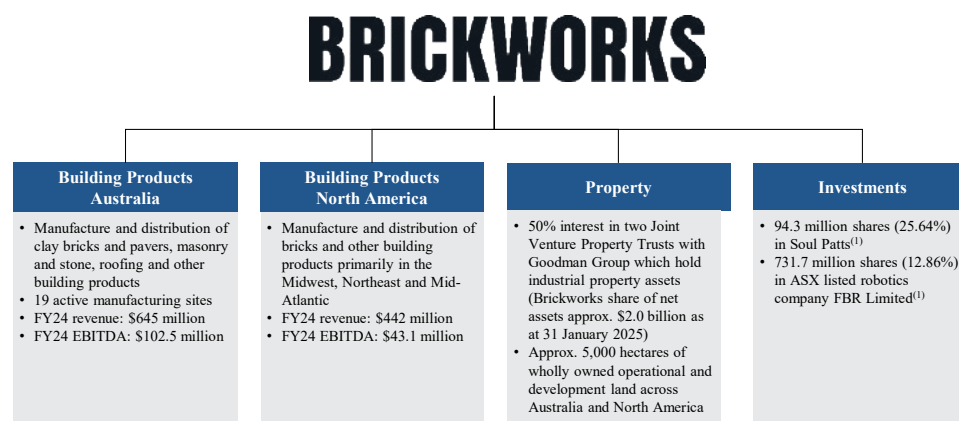 BRICKWORKS
Building Products
Australia
• Manufacture and distribution of
clay bricks and pavers, masonry
and stone, roofing and other
building products
• 19 active manufacturing sites
• FY24 revenue: $645 million
• FY24 EBITDA: $102.5 million
Building Products
North America
• Manufacture and distribution of
bricks and other building
products primarily in the
Midwest, Northeast and Mid-
Atlantic
• FY24 revenue: $442 million
• FY24 EBITDA: $43.1 million
Property
• 50% interest in two Joint
Venture Property Trusts with
Goodman Group which hold
industrial property assets
(Brickworks share of net
assets approx. $2.0 billion as
at 31 January 2025)
• Approx. 5,000 hectares of
wholly owned operational and
development land across
Australia and North America
Investments
• 94.3 million shares (25.64%)
in Soul Patts(1)
• 731.7 million shares (12.86%)
in ASX listed robotics
company FBR Limited(1)